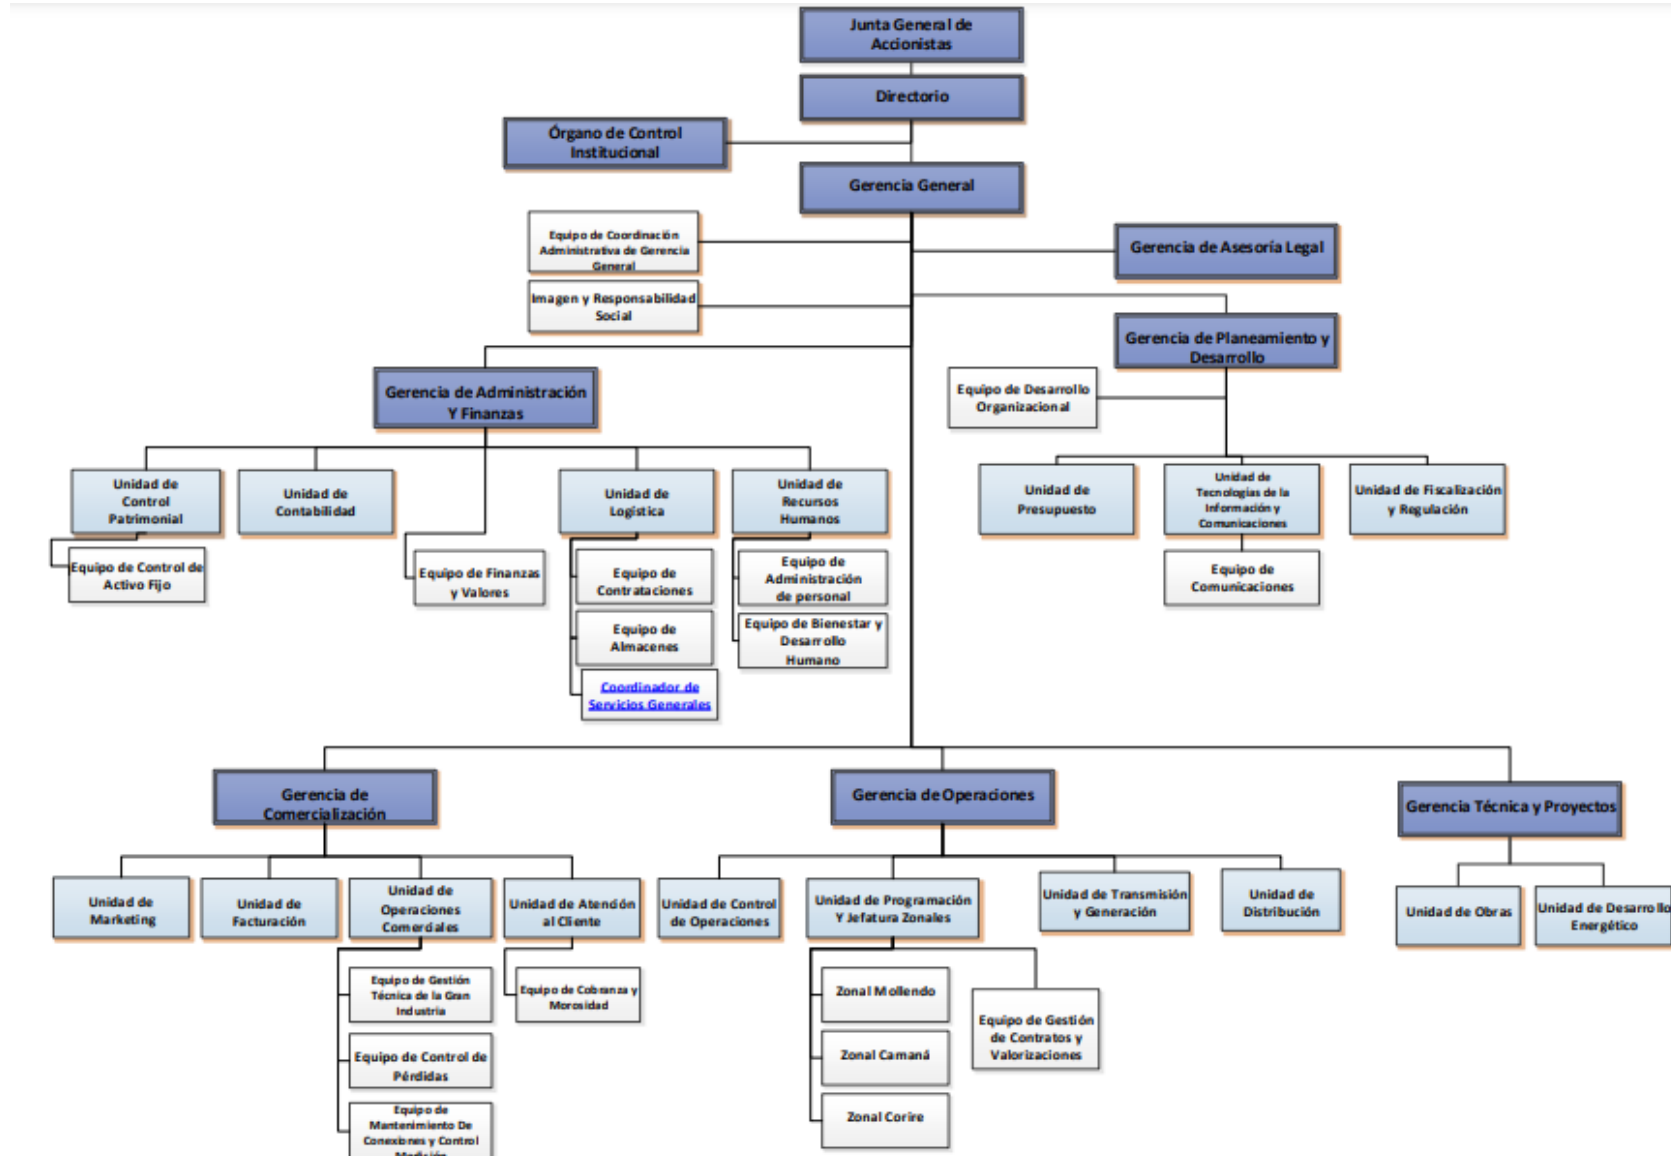 Junta General de
Accionistas
Directorio
Órgano de Control
Institucional
Gerencia General
Equipo de Coordinación
Administrativa de Gerencia
General
Gerencia de Asesoría Legal
Imagen y Responsabilidad
Social
Gerencia de Planeamiento y
Desarrollo
Gerencia de Administración
Y Finanzas
Equipo de Desarrollo
Organizacional
Unidad de
Control
Patrimonial
Unidad de
Contabilidad
Unidad de
Logística
Unidad de
Recursos
Humanos
Unidad de
Presupuesto
Unidad de
Tecnologías de la
Información y
Comunicaciones
Unidad de Fiscalización
y Regulación
Equipo de Control de
Activo Fijo
Equipo de Finanzas
y Valores
Equipo de
Contrataciones
Equipo de
Administración
de personal
Equipo de
Comunicaciones
Equipo de
Almacenes
Equipo de Bienestar y
Desarrollo
Humano
Coordinador de
Servicios Generales
Gerencia de
Comercialización
Gerencia de Operaciones
Gerencia Técnica y Proyectos
Unidad de
Marketing
Unidad de
Facturación
Unidad de
Operaciones
Comerciales
Unidad de Atención
al Cliente
Unidad de Control
de Operaciones
Unidad de Programación
Y Jefatura Zonales
Unidad de Transmisión
y Generación
Unidad de
Distribución
Unidad de Obras
Unidad de Desarrollo
Energético
Equipo de Gestión
Técnica de la Gran
Industria
Equipo de Cobranza y
Morosidad
Zonal Mollendo
Equipo de Gestión
de Contratos y
Valorizaciones
Equipo de Control de
Pérdidas
Zonal Camaná
Equipo de
Mantenimiento De
Conexiones y Control
Medición
Zonal Corire